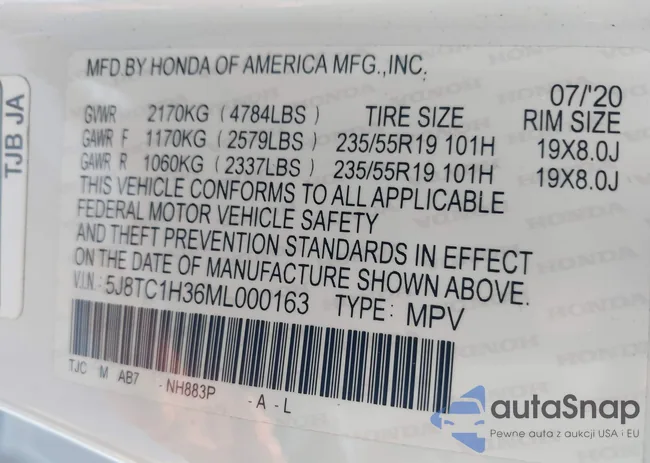 TJB JA
MFD.BY HONDA OF AMERICA MFG.,INC.
07/'20
GVWR 2170KG (4784LBS) TIRE SIZE RIM SIZE
GAWR F 1170KG (2579LBS) 235/55R19 101H 19X8.0J
GAWR R 1060KG (2337LBS) 235/55R19 101H 19X8.0J
THIS VEHICLE CONFORMS TO ALL APPLICABLE
FEDERAL MOTOR VEHICLE SAFETY
AND THEFT PREVENTION STANDARDS IN EFFECT
ON THE DATE OF MANUFACTURE SHOWN ABOVE.
V.I.N.: 5J8TC1H36ML000163 TYPE: MPV
TJC M AB7 - NH883P - A - L
autaSnap
Pewne auta z aukcji USA i EU